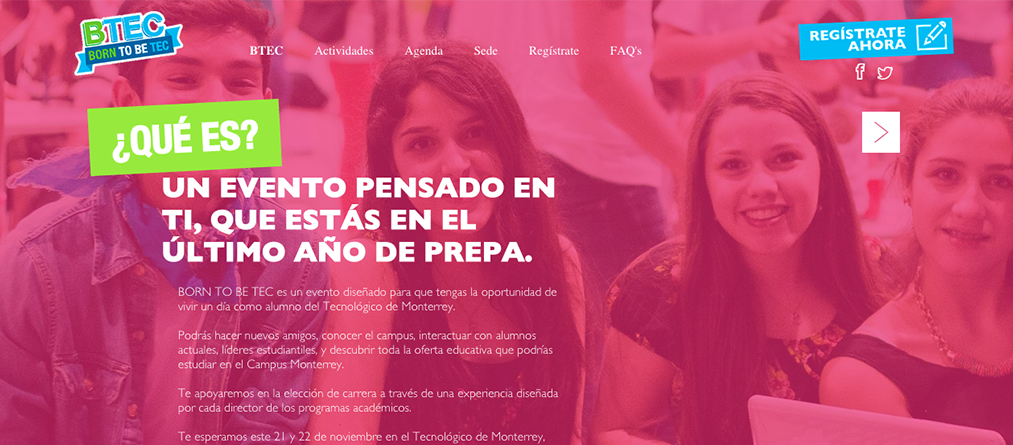 BTEC
BORN TO BE TEC
BTEC Actividades Agenda Sede Regístrate FAQ's
REGÍSTRATE
AHORA
¿QUÉ ES?
UN EVENTO PENSADO EN
TI, QUE ESTÁS EN EL
ÚLTIMO AÑO DE PREPA.
BORN TO BE TEC es un evento diseñado para que tengas la oportunidad de
vivir un día como alumno del Tecnológico de Monterrey.
Podrás hacer nuevos amigos, conocer el campus, interactuar con alumnos
actuales, líderes estudiantiles, y descubrir toda la oferta educativa que podrías
estudiar en el Campus Monterrey.
Te apoyaremos en la elección de carrera a través de una experiencia diseñada
por cada director de los programas académicos.
Te esperamos este 21 y 22 de noviembre en el Tecnológico de Monterrey,